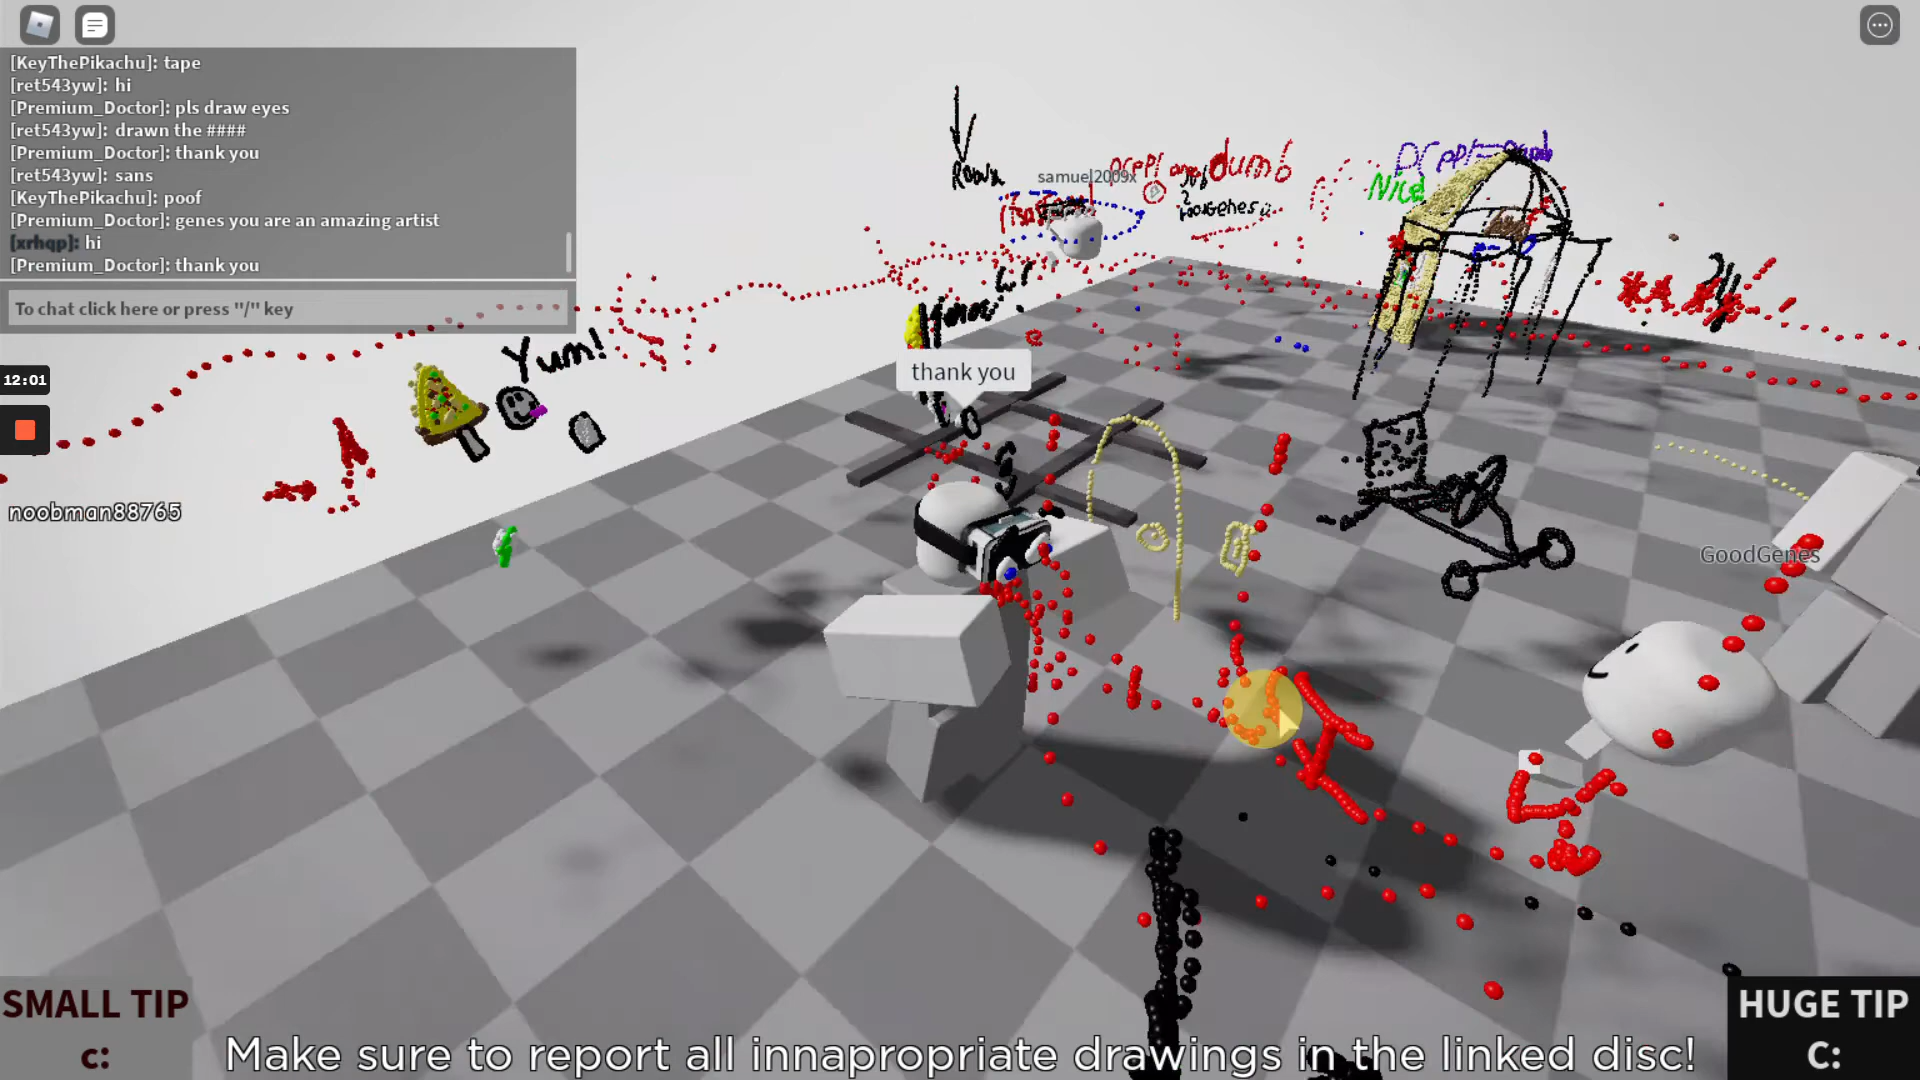 [KeyThePikachu]: tape
[ret543yw]: hi
[Premium_Doctor]: pls draw eyes
[ret543yw]: drawn the ####
[Premium_Doctor]: thank you
[ret543yw]: sans
[KeyThePikachu]: poof
[Premium_Doctor]: genes you are an amazing artist
[xrhqp]: hi
[Premium_Doctor]: thank you
To chat click here or press "/" key
samuel2009x
dumb
Nice
Yum!
thank you
12:01
noobman88765
GoodGenes
SMALL TIP
c:
HUGE TIP
C:
Make sure to report all innapropriate drawings in the linked disc!